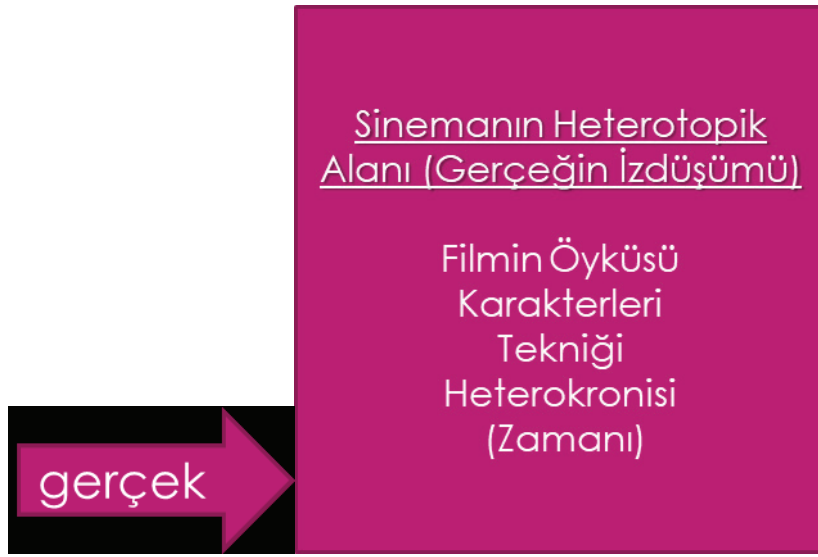 Sinemanın Heterotopik
Alanı (Gerçeğin İzdüşümü)
Filmin Öyküsü
Karakterleri
Tekniği
Heterokronisi
(Zamanı)
gerçek